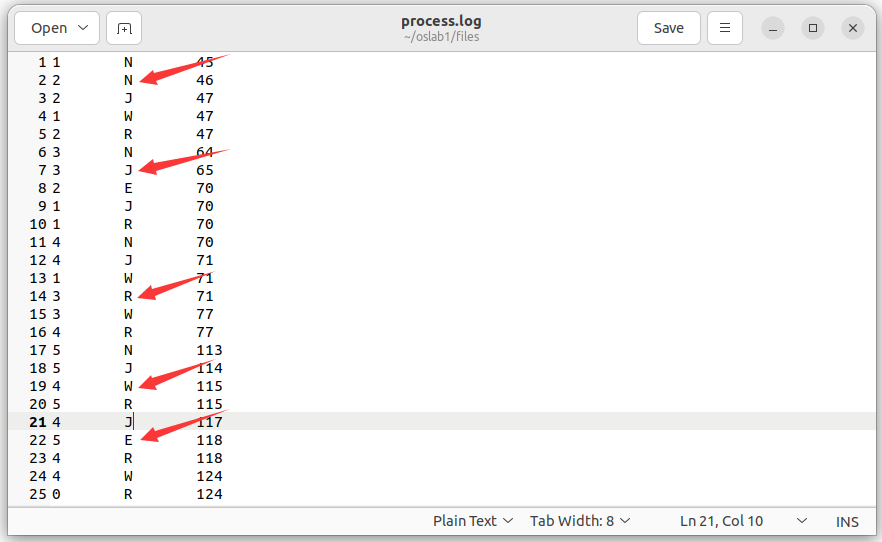 Open
process.log
~/oslab1/files
Save
1 1 N 45
2 2 N 46
3 2 J 47
4 1 W 47
5 2 R 47
6 3 N 64
7 3 J 65
8 2 E 70
9 1 J 70
10 1 R 70
11 4 N 70
12 4 J 71
13 1 W 71
14 3 R 71
15 3 W 77
16 4 R 77
17 5 N 113
18 5 J 114
19 4 W 115
20 5 R 115
21 4 J 117
22 5 E 118
23 4 R 118
24 4 W 124
25 0 R 124
Plain Text Tab Width: 8 Ln 21, Col 10 INS